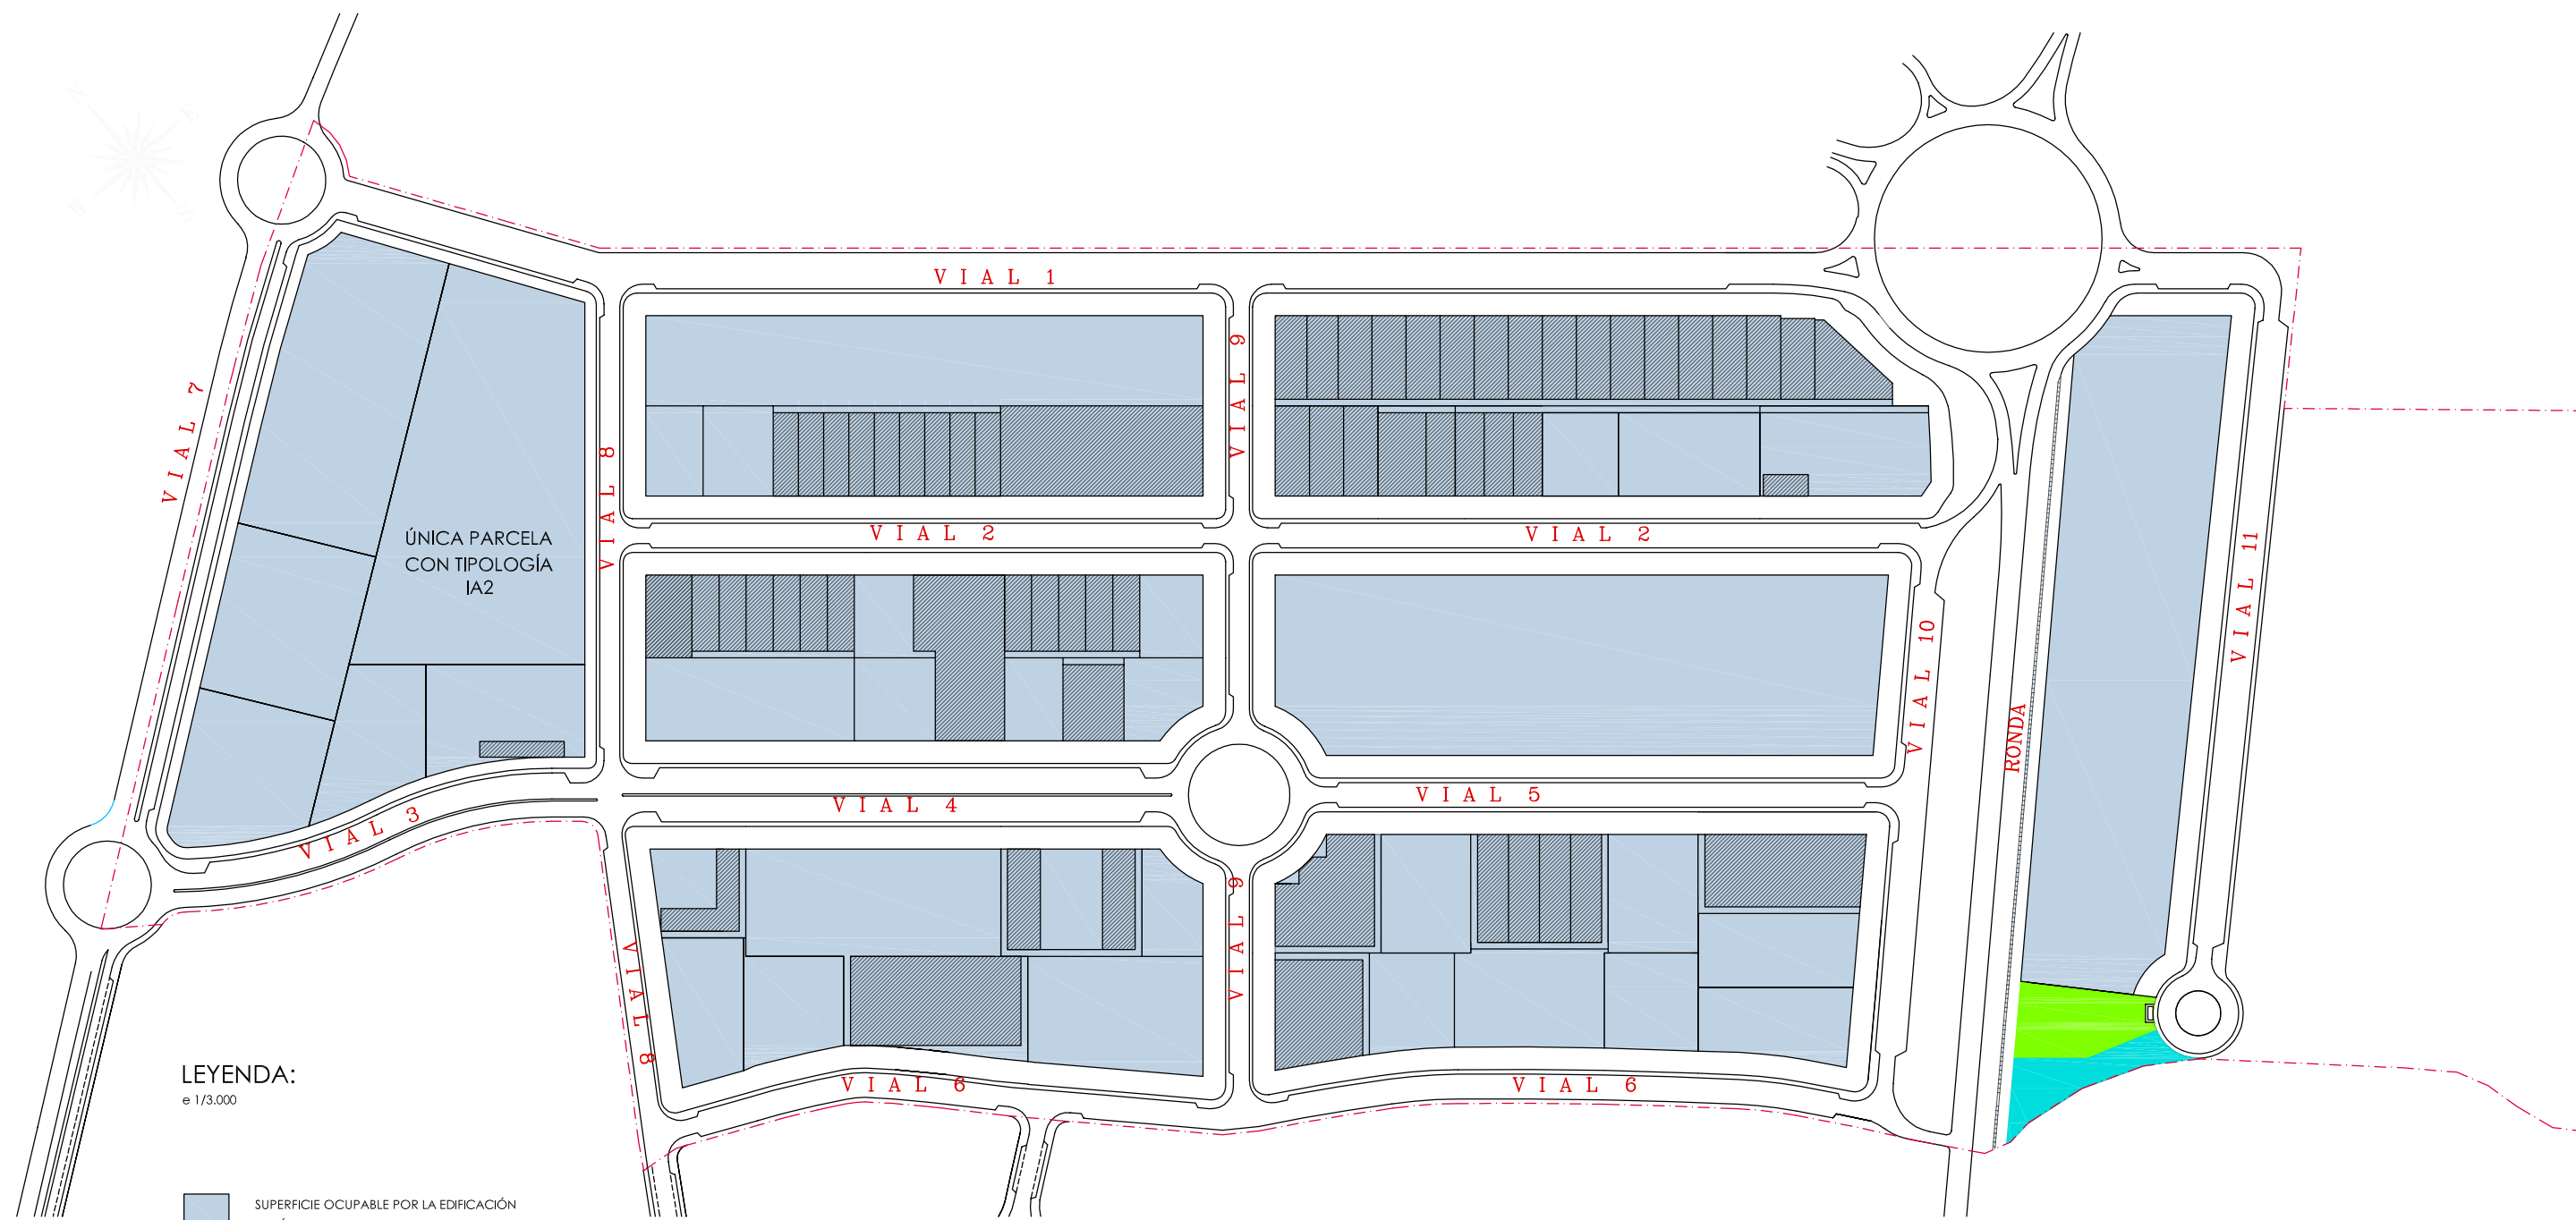 N
E
S
VIAL 1
VIAL 7
VIAL 8
VIAL 9
VIAL 2
VIAL 2
ÚNICA PARCELA
CON TIPOLOGÍA
IA2
VIAL 11
VIAL 10
RONDA
VIAL 3
VIAL 4
VIAL 5
VIAL 8
VIAL 9
VIAL 6
VIAL 6
LEYENDA:
e 1/3.000
SUPERFICIE OCUPABLE POR LA EDIFICACIÓN